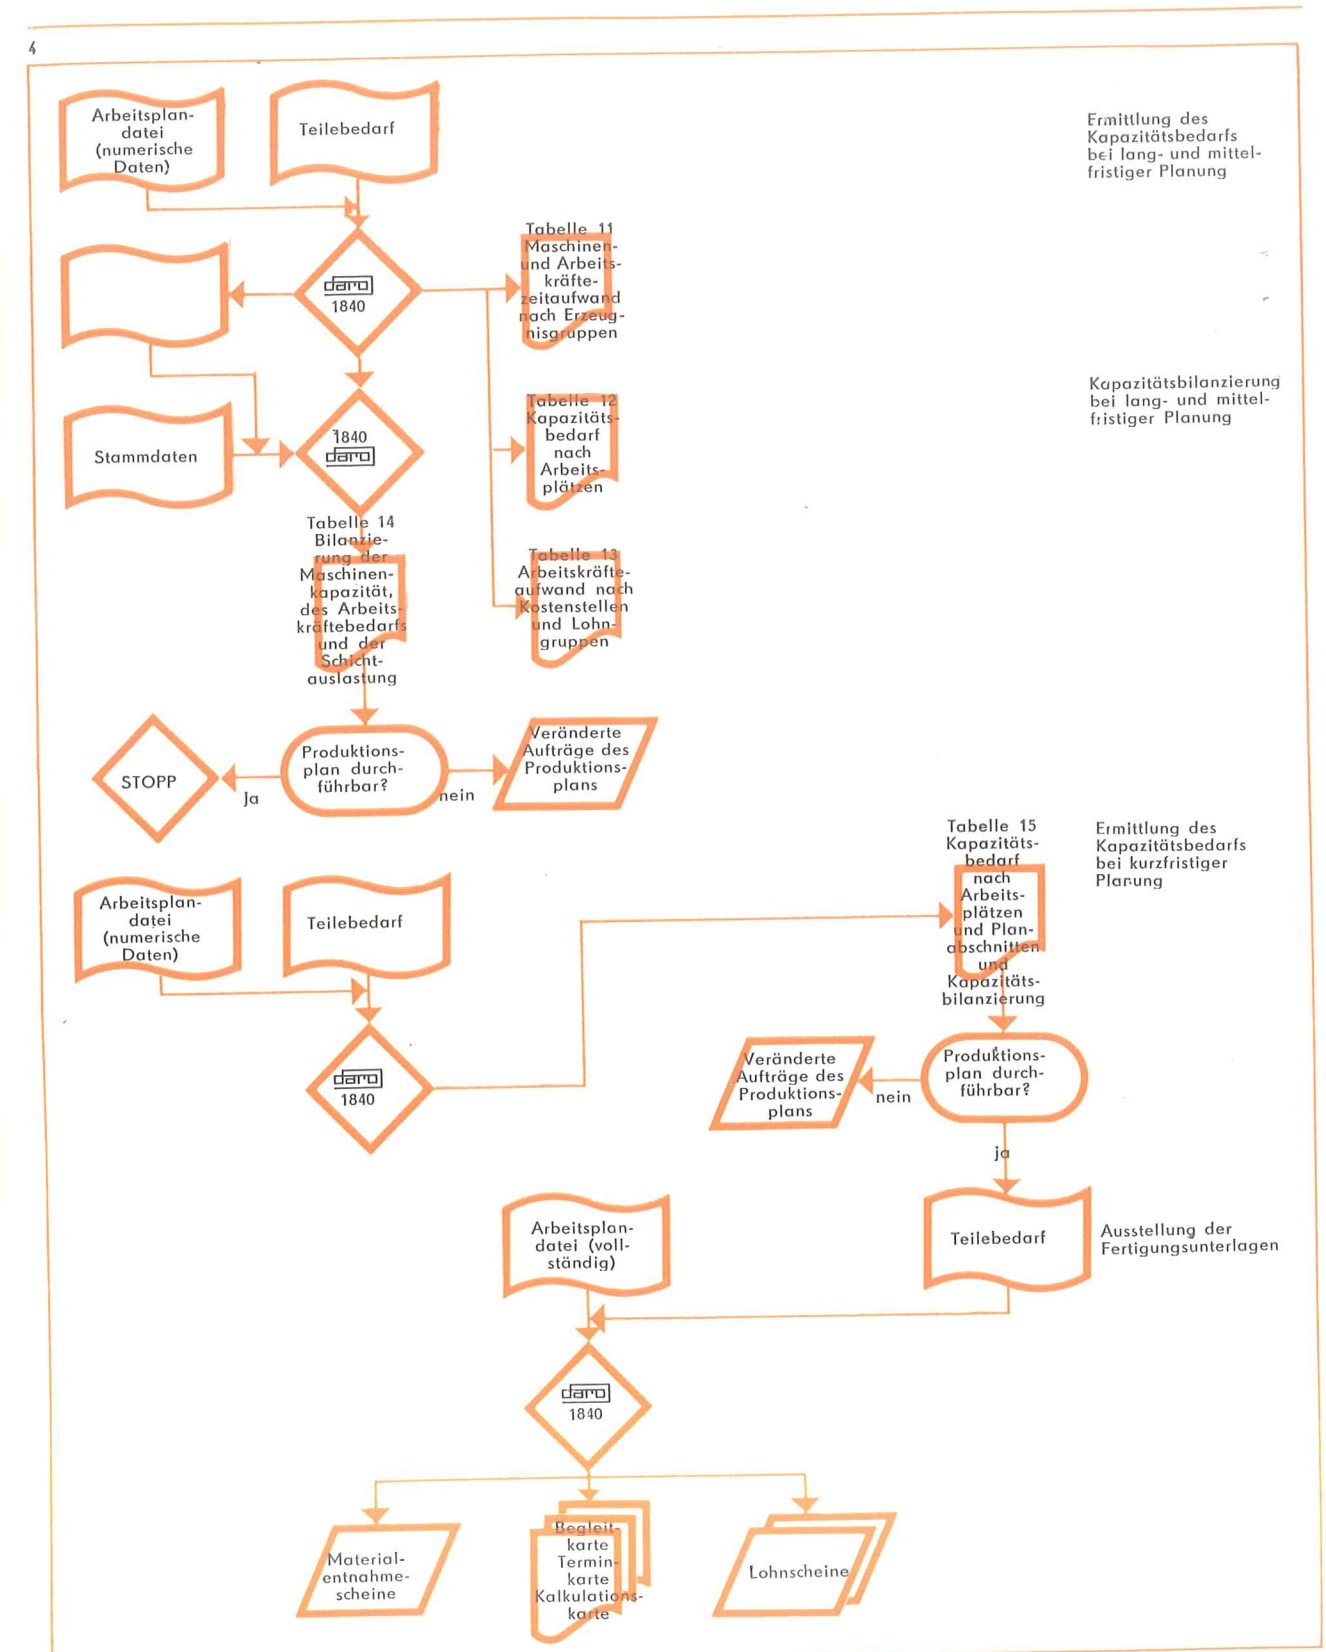 4
Arbeitsplan-
datei
(numerische
Daten)
Teilebedarf
Ermittlung des
Kapazitätsbedarfs
bei lang- und mittel-
fristiger Planung
daro
1840
Tabelle 11
Maschinen-
und Arbeits-
kräfte-
zeitaufwand
nach Erzeug-
nisgruppen
Kapazitätsbilanzierung
bei lang- und mittel-
fristiger Planung
Stammdaten
1840
daro
Tabelle 12
Kapazitäts-
bedarf
nach
Arbeits-
plätzen
Tabelle 14
Bilanzie-
rung der
Maschinen-
kapazität,
des Arbeits-
kräftebedarfs
und der
Schicht-
auslastung
Tabelle 13
Arbeitskräfte-
aufwand nach
Kostenstellen
und Lohn-
gruppen
STOPP
ja
Produktions-
plan durch-
führbar?
nein
Veränderte
Aufträge des
Produktions-
plans
Tabelle 15
Kapazitäts-
bedarf
nach
Arbeits-
plätzen
und Plan-
abschnitten
und
Kapazitäts-
bilanzierung
Ermittlung des
Kapazitätsbedarfs
bei kurzfristiger
Planung
Arbeitsplan-
datei
(numerische
Daten)
Teilebedarf
daro
1840
Veränderte
Aufträge des
Produktions-
plans
nein
Produktions-
plan durch-
führbar?
ja
Arbeitsplan-
datei (voll-
ständig)
Teilebedarf
Ausstellung der
Fertigungsunterlagen
daro
1840
Material-
entnahme-
scheine
Begleit-
karte
Termin-
karte
Kalkulations-
karte
Lohnscheine